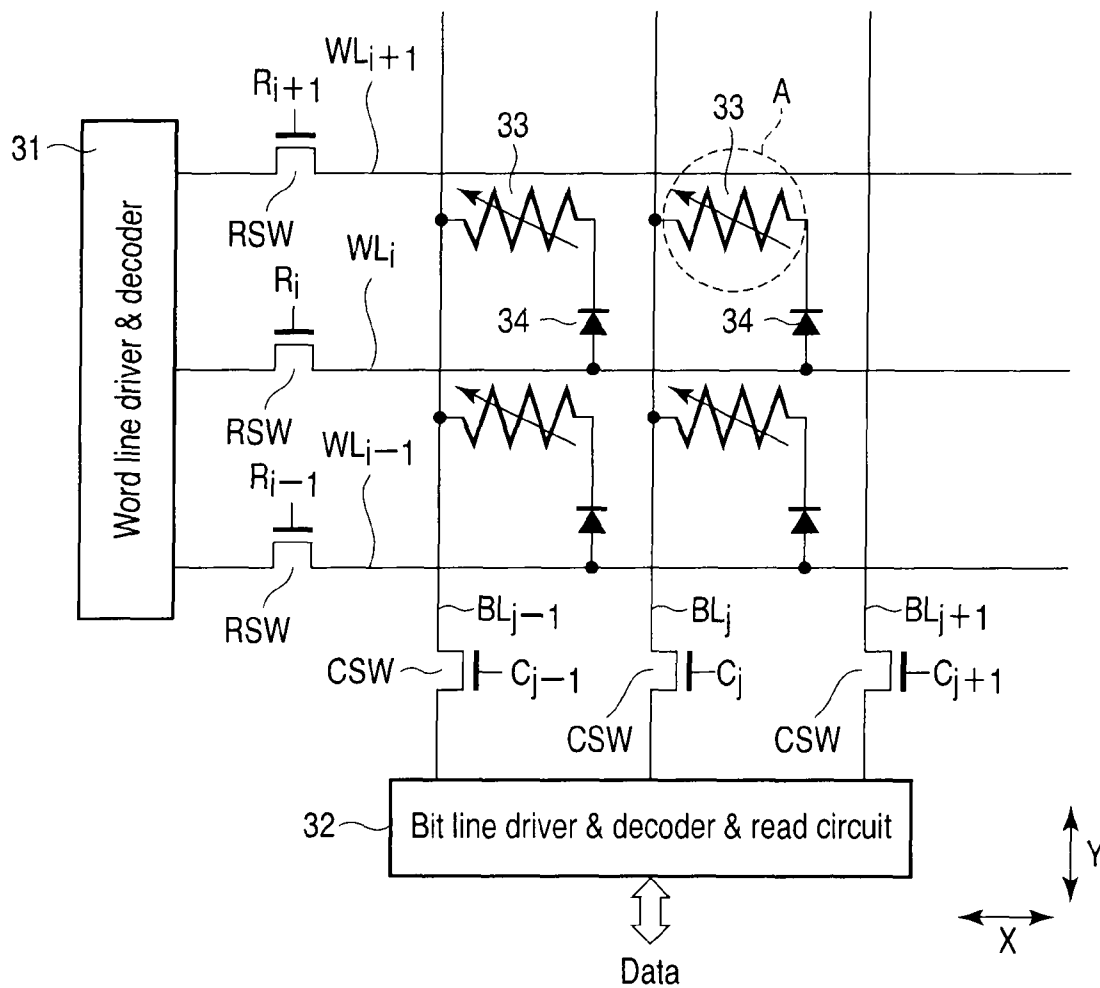 WLi+1
Ri+1
A
33
33
31
RSW
WLi
Ri
34
34
Word line driver & decoder
RSW
WLi−1
Ri−1
RSW
BLj−1
BLj
BLj+1
CSW
Cj−1
Cj
Cj+1
CSW
CSW
32
Bit line driver & decoder & read circuit
Y
X
Data